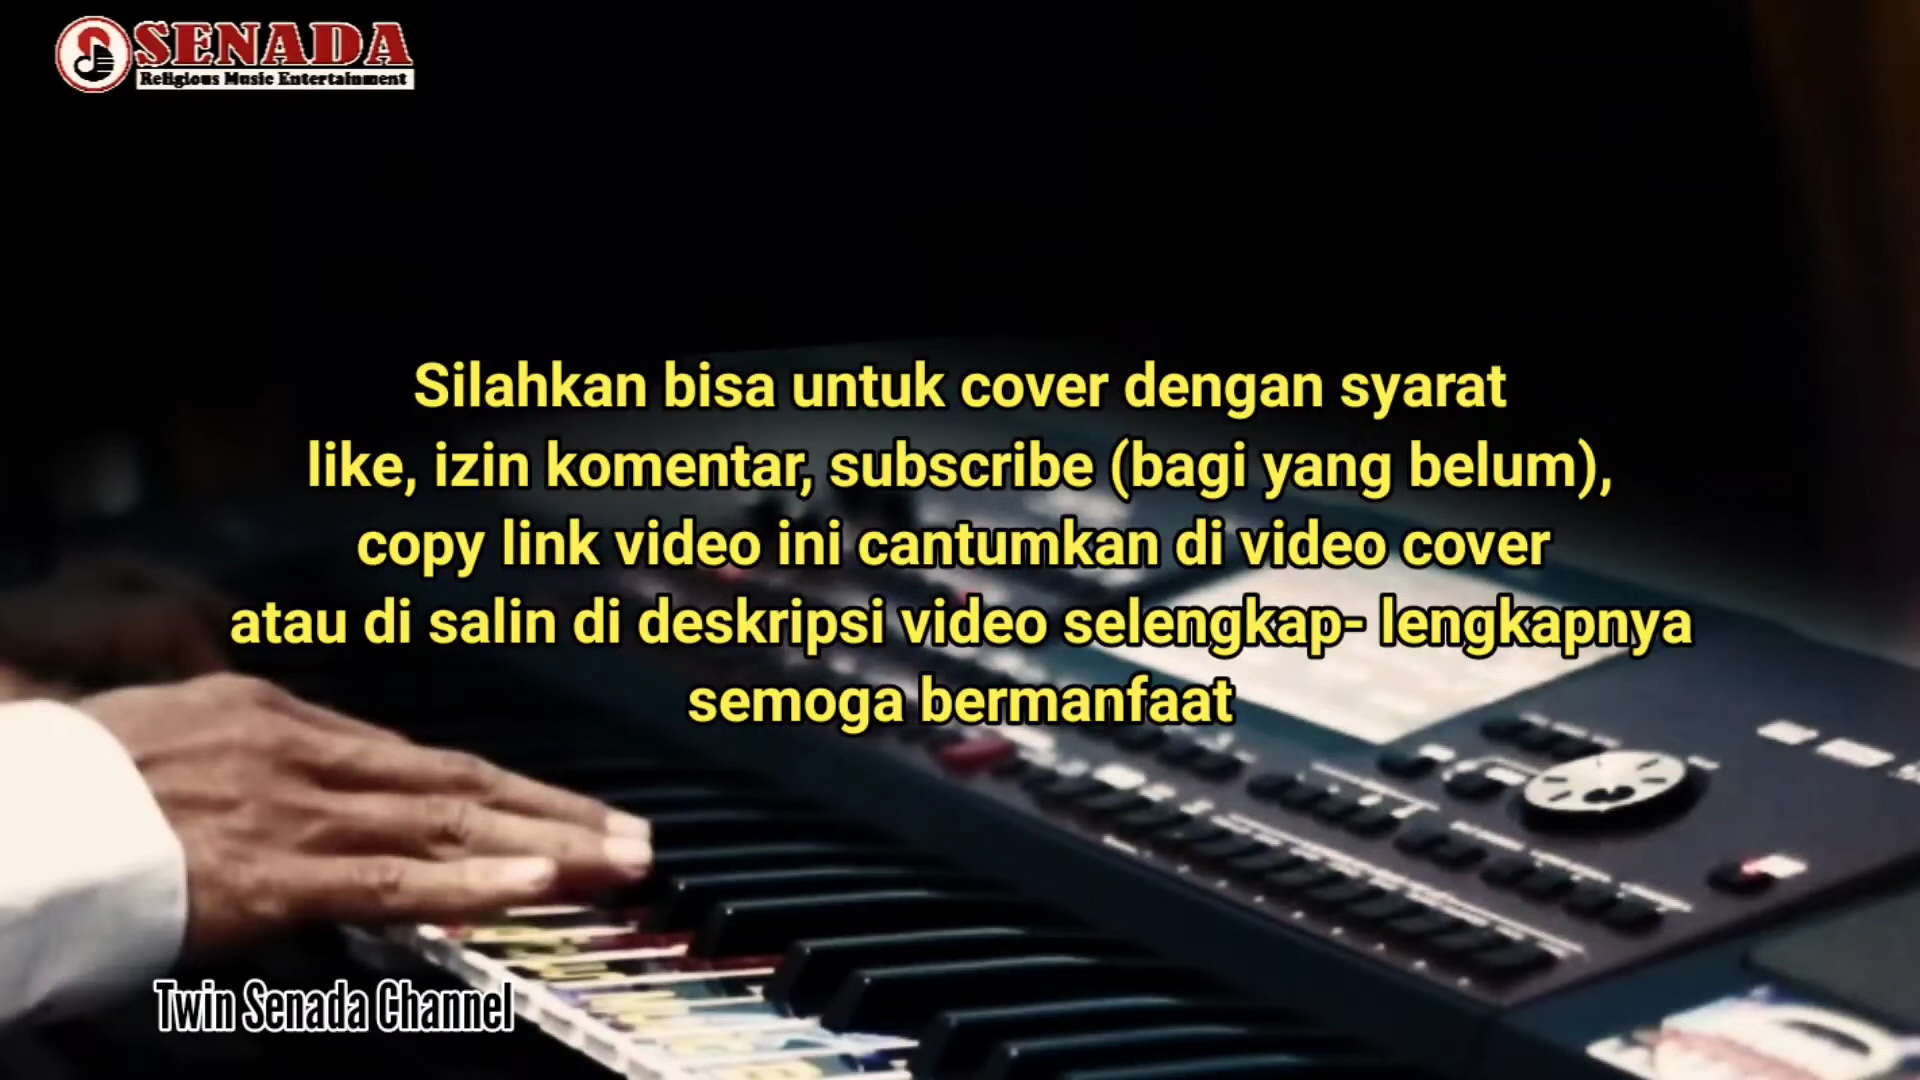 SENADA
Religious Music Entertainment
Silahkan bisa untuk cover dengan syarat
like, izin komentar, subscribe (bagi yang belum),
copy link video ini cantumkan di video cover
atau di salin di deskripsi video selengkap- lengkapnya
semoga bermanfaat
Twin Senada Channel